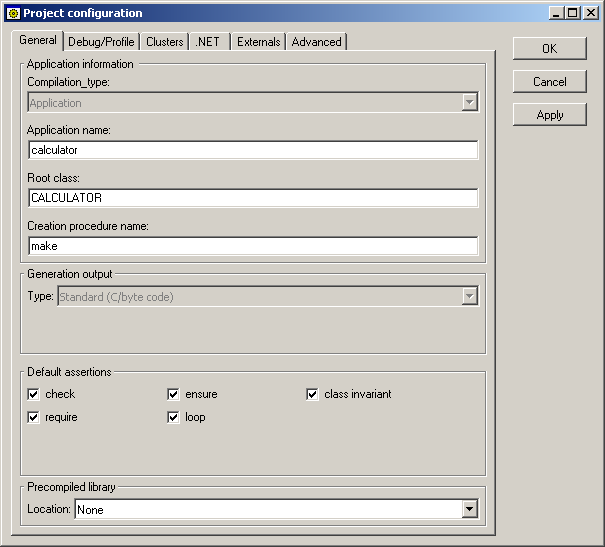 Project configuration
General Debug/Profile Clusters .NET Externals Advanced
OK
Cancel
Apply
Application information
Compilation_type:
Application
Application name:
calculator
Root class:
CALCULATOR
Creation procedure name:
make
Generation output
Type: Standard (C/byte code)
Default assertions
check ensure class invariant
require loop
Precompiled library
Location: None